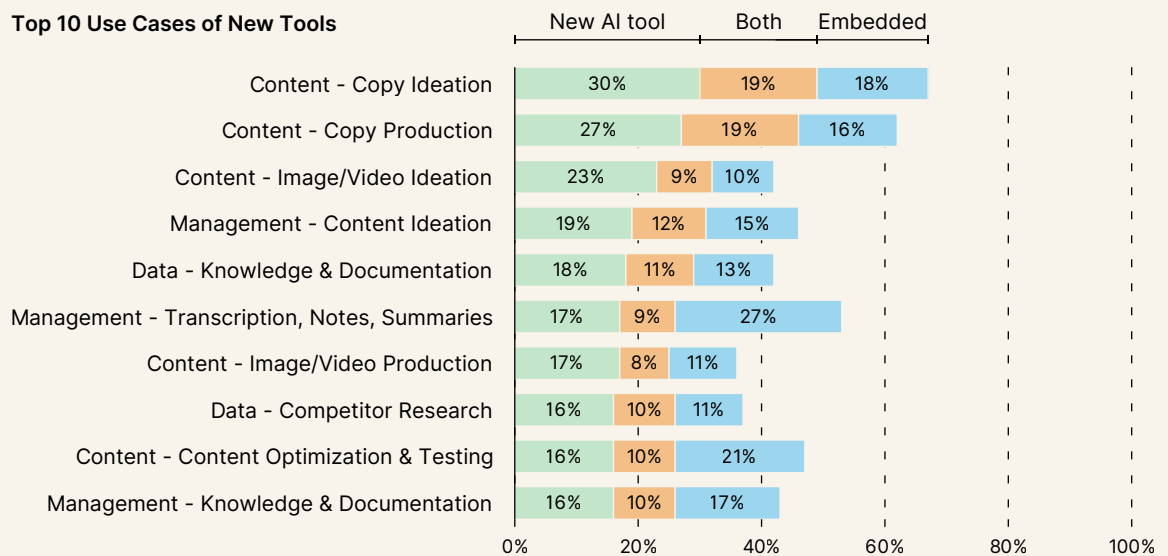 Top 10 Use Cases of New Tools
New AI tool Both Embedded
Content - Copy Ideation 30% 19% 18%
Content - Copy Production 27% 19% 16%
Content - Image/Video Ideation 23% 9% 10%
Management - Content Ideation 19% 12% 15%
Data - Knowledge & Documentation 18% 11% 13%
Management - Transcription, Notes, Summaries 17% 9% 27%
Content - Image/Video Production 17% 8% 11%
Data - Competitor Research 16% 10% 11%
Content - Content Optimization & Testing 16% 10% 21%
Management - Knowledge & Documentation 16% 10% 17%
0% 20% 40% 60% 80% 100%